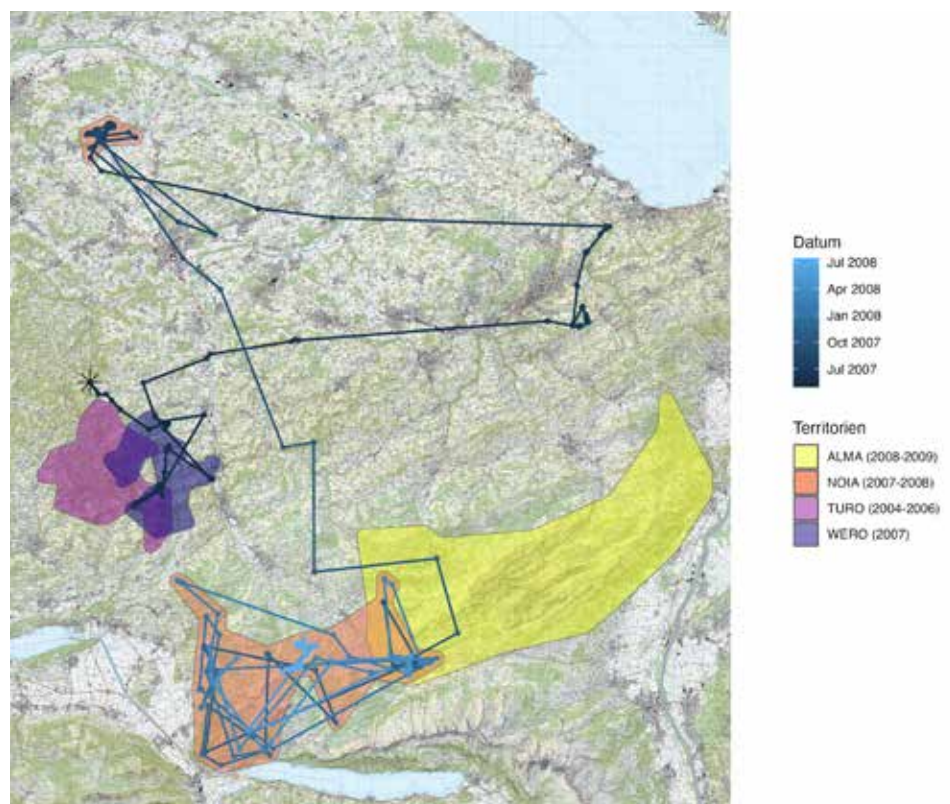 Datum
Jul 2008
Apr 2008
Jan 2008
Oct 2007
Jul 2007
Territorien
ALMA (2008-2009)
NOIA (2007-2008)
TURO (2004-2006)
WERO (2007)